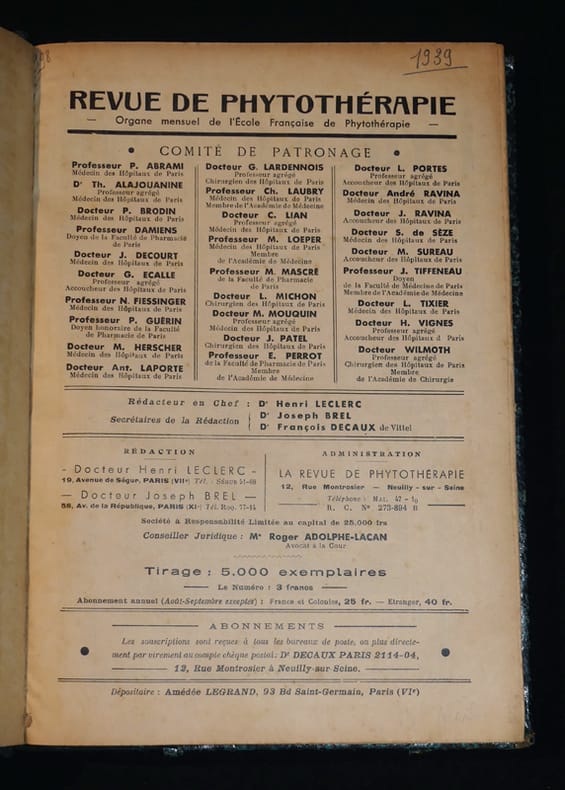 1939
REVUE DE PHYTOTHÉRAPIE
— Organe mensuel de l'École Française de Phytothérapie —
• COMITÉ DE PATRONAGE •
Professeur P. ABRAMI
Médecin des Hôpitaux de Paris
Dr Th. ALAJOUANINE
Professeur agrégé
Médecin des Hôpitaux de Paris
Docteur P. BRODIN
Médecin des Hôpitaux de Paris
Professeur DAMIENS
Doyen de la Faculté de Pharmacie
de Paris
Docteur J. DECOURT
Médecin des Hôpitaux de Paris
Docteur G. ECALLE
Professeur agrégé
Accoucheur des Hôpitaux de Paris
Professeur N. FIESSINGER
Médecin des Hôpitaux de Paris
Professeur P. GUÉRIN
Doyen honoraire de la Faculté
de Pharmacie de Paris
Docteur M. HERSCHER
Médecin des Hôpitaux de Paris
Docteur Ant. LAPORTE
Médecin des Hôpitaux de Paris
Docteur G. LARDENNOIS
Professeur agrégé
Chirurgien des Hôpitaux de Paris
Professeur Ch. LAUBRY
Médecin des Hôpitaux de Paris
Membre de l'Académie de Médecine
Docteur C. LIAN
Professeur agrégé
Médecin des Hôpitaux de Paris
Professeur M. LOEPER
Médecin des Hôpitaux de Paris
Membre
de l'Académie de Médecine
Professeur M. MASCRÉ
de la Faculté de Pharmacie
de Paris
Docteur L. MICHON
Chirurgien des Hôpitaux de Paris
Docteur M. MOUQUIN
Professeur agrégé
Médecin des Hôpitaux de Paris
Docteur J. PATEL
Chirurgien des Hôpitaux de Paris
Professeur E. PERROT
de la Faculté de Pharmacie de Paris
Membre
de l'Académie de Médecine
Docteur L. PORTES
Professeur agrégé
Accoucheur des Hôpitaux de Paris
Docteur André RAVINA
Médecin des Hôpitaux de Paris
Docteur J. RAVINA
Accoucheur des Hôpitaux de Paris
Docteur S. de SÈZE
Médecin des Hôpitaux de Paris
Docteur M. SUREAU
Accoucheur des Hôpitaux de Paris
Professeur J. TIFFENEAU
Doyen
de la Faculté de Médecine de Paris
Membre de l'Académie de Médecine
Docteur L. TIXIER
Médecin des Hôpitaux de Paris
Docteur H. VIGNES
Professeur agrégé
Accoucheur des Hôpitaux d Paris
Docteur WILMOTH
Professeur agrégé
Chirurgien des Hôpitaux de Paris
Membre
de l'Académie de Chirurgie
Rédacteur en Chef : Dr Henri LECLERC
Secrétaires de la Rédaction { Dr Joseph BREL
Dr François DECAUX de Vittel
RÉDACTION
- Docteur Henri LECLERC -
19, Avenue de Ségur, PARIS (VIIe) Tél. : Ségur 51-69
— Docteur Joseph BREL —
58, Av. de la République, PARIS (XIe) Tél. Roq. 77-44
ADMINISTRATION
LA REVUE DE PHYTOTHÉRAPIE
12, Rue Montrosier — Neuilly-sur-Seine
Téléphone : Mai. 47-19
R. C. No 273-894 B
Société à Responsabilité Limitée au capital de 25.000 frs
Conseiller Juridique : Me Roger ADOLPHE-LACAN
Avocat à la Cour
Tirage : 5.000 exemplaires
— Le Numéro : 3 francs —
Abonnement annuel (Août-Septembre exceptés) : France et Colonies, 25 fr. — Etranger, 40 fr.
— ABONNEMENTS —
Les souscriptions sont reçues à tous les bureaux de poste, ou plus directe-
ment par virement au compte chèque postal: Dr DECAUX PARIS 2114-04,
— 12, Rue Montrosier à Neuilly-sur-Seine. —
Dépositaire : Amédée LEGRAND, 93 Bd Saint-Germain, Paris (VIe)